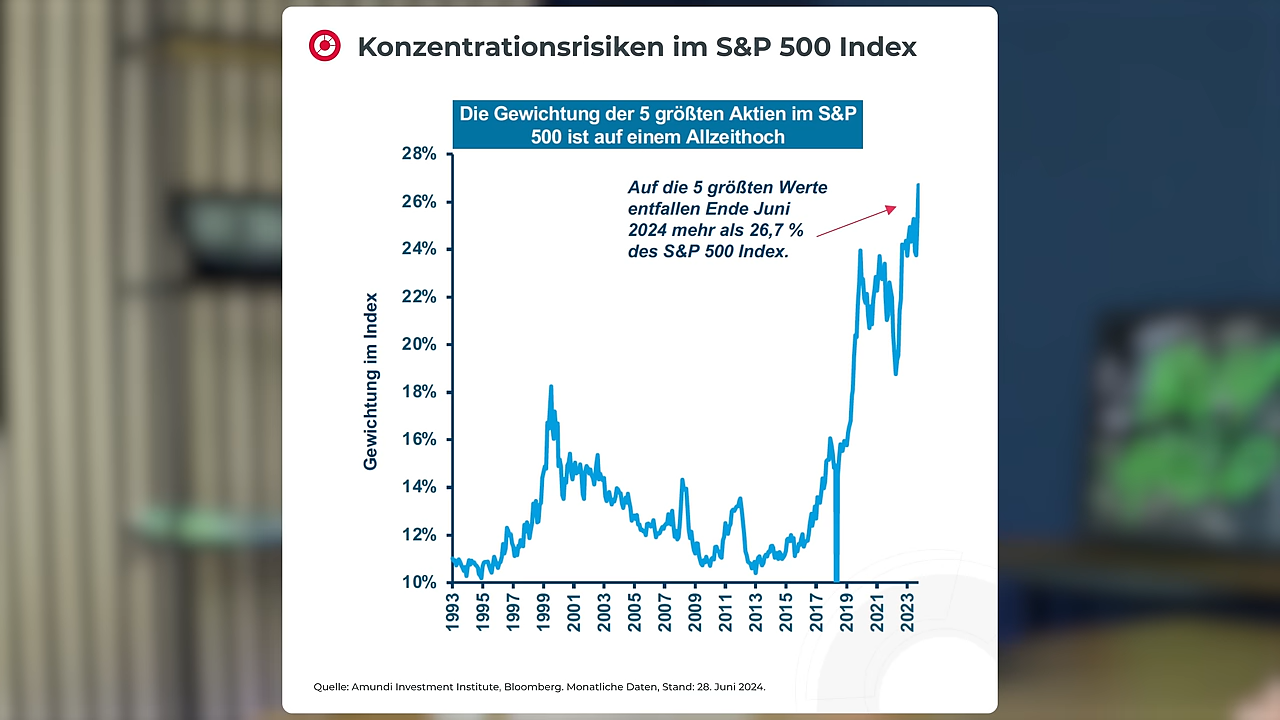 Konzentrationsrisiken im S&P 500 Index
Die Gewichtung der 5 größten Aktien im S&P
500 ist auf einem Allzeithoch
28%
26%
24%
22%
20%
18%
16%
14%
12%
10%
Gewichtung im Index
Auf die 5 größten Werte
entfallen Ende Juni
2024 mehr als 26,7 %
des S&P 500 Index.
1993
1995
1997
1999
2001
2003
2005
2007
2009
2011
2013
2015
2017
2019
2021
2023
Quelle: Amundi Investment Institute, Bloomberg. Monatliche Daten, Stand: 28. Juni 2024.